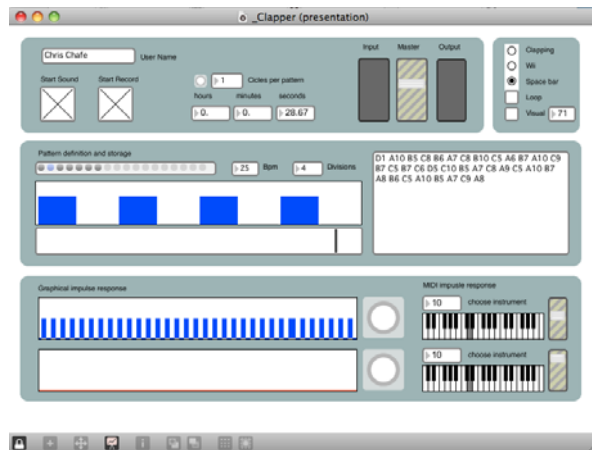 _Clapper (presentation)
Chris Chafe
User Name
Start Sound
Start Record
1
Cicles per pattern
hours
minutes
seconds
0.
0.
28.67
Input
Master
Output
Clapping
Wii
Space bar
Loop
Visual
71
Pattern definition and storage
25
Bpm
4
Divisions
D1 A10 B5 C8 B6 A7 C8 B10 C5 A6 B7 A10 C9
B7 C5 B7 C6 D5 C10 B5 A7 C8 A9 C5 A10 B7
A8 B6 C5 A10 B5 A7 C9 A8
Graphical impulse response
MIDI impusle response
10
choose instrument
10
choose instrument